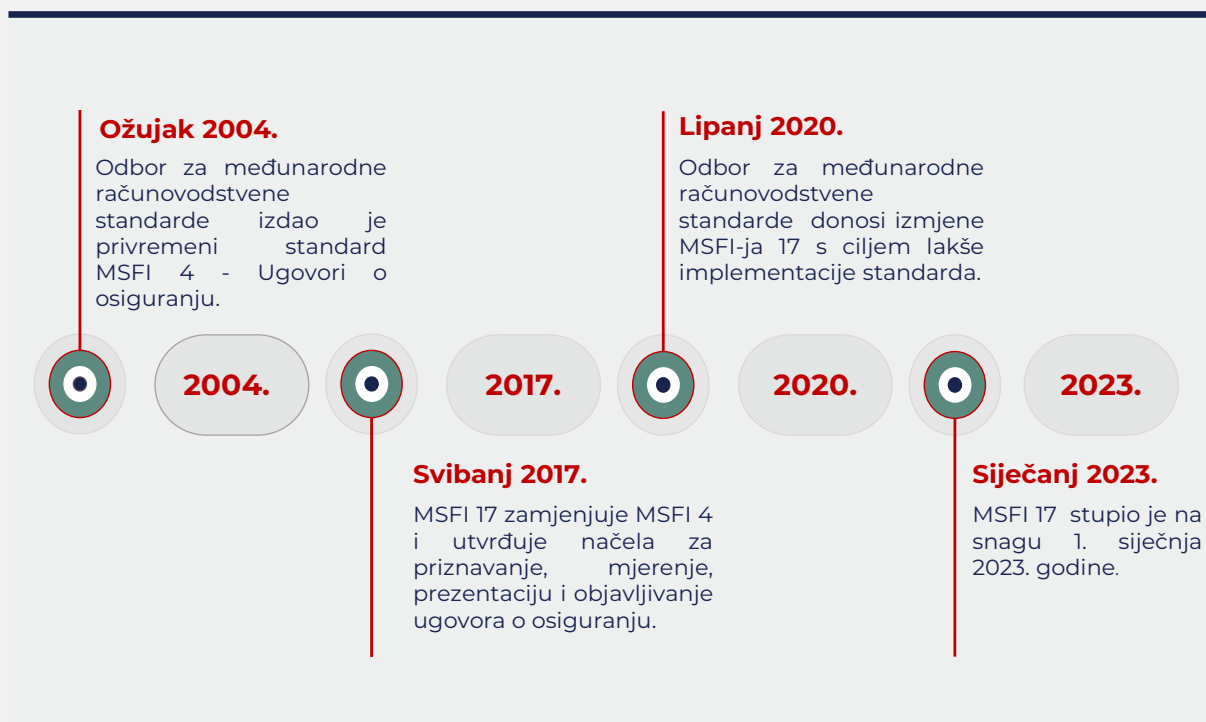 Ožujak 2004.
Odbor za međunarodne
računovodstvene
standarde izdao je
privremeni standard
MSFI 4 - Ugovori o
osiguranju.
Lipanj 2020.
Odbor za međunarodne
računovodstvene
standarde donosi izmjene
MSFI-ja 17 s ciljem lakše
implementacije standarda.
2004.
2017.
2020.
2023.
Svibanj 2017.
MSFI 17 zamjenjuje MSFI 4
i utvrđuje načela za
priznavanje, mjerenje,
prezentaciju i objavljivanje
ugovora o osiguranju.
Siječanj 2023.
MSFI 17 stupio je na
snagu 1. siječnja
2023. godine.